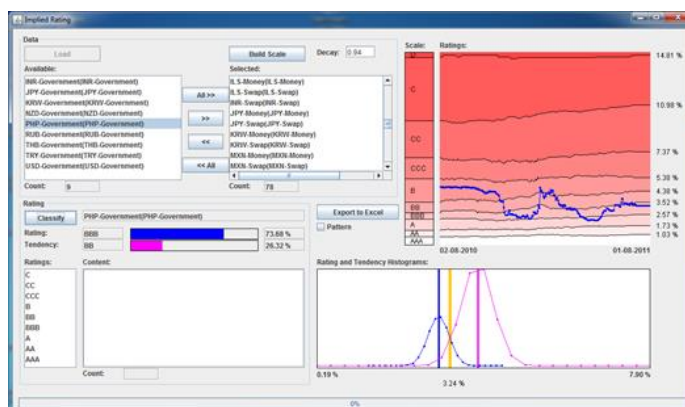 Implied Rating
Data
Load
Build Scale
Decay: 0.94
Available:
Selected:
INR-Government(INR-Government)
JPY-Government(JPY-Government)
KRW-Government(KRW-Government)
NZD-Government(NZD-Government)
PHP-Government(PHP-Government)
RUB-Government(RUB-Government)
THB-Government(THB-Government)
TRY-Government(TRY-Government)
USD-Government(USD-Government)
All >>
>>
<<
<< All
ILS-Money(ILS-Money)
ILS-Swap(ILS-Swap)
INR-Swap(INR-Swap)
JPY-Money(JPY-Money)
JPY-Swap(JPY-Swap)
KRW-Money(KRW-Money)
KRW-Swap(KRW-Swap)
MXN-Money(MXN-Money)
MXN-Swap(MXN-Swap)
Count: 9
Count: 78
Rating
Classify
PHP-Government(PHP-Government)
Rating: BBB 73.68 %
Tendency: BB 26.32 %
Export to Excel
Pattern
Ratings:
Content:
C
CC
CCC
B
BB
BBB
A
AA
AAA
Count:
Scale:
Ratings:
D
C
CC
CCC
B
BB
BBB
A
AA
AAA
14.81 %
10.98 %
7.37 %
5.38 %
4.38 %
3.52 %
2.57 %
1.73 %
1.03 %
02-08-2010
01-08-2011
Rating and Tendency Histograms:
0.19 %
3.24 %
7.90 %
0%